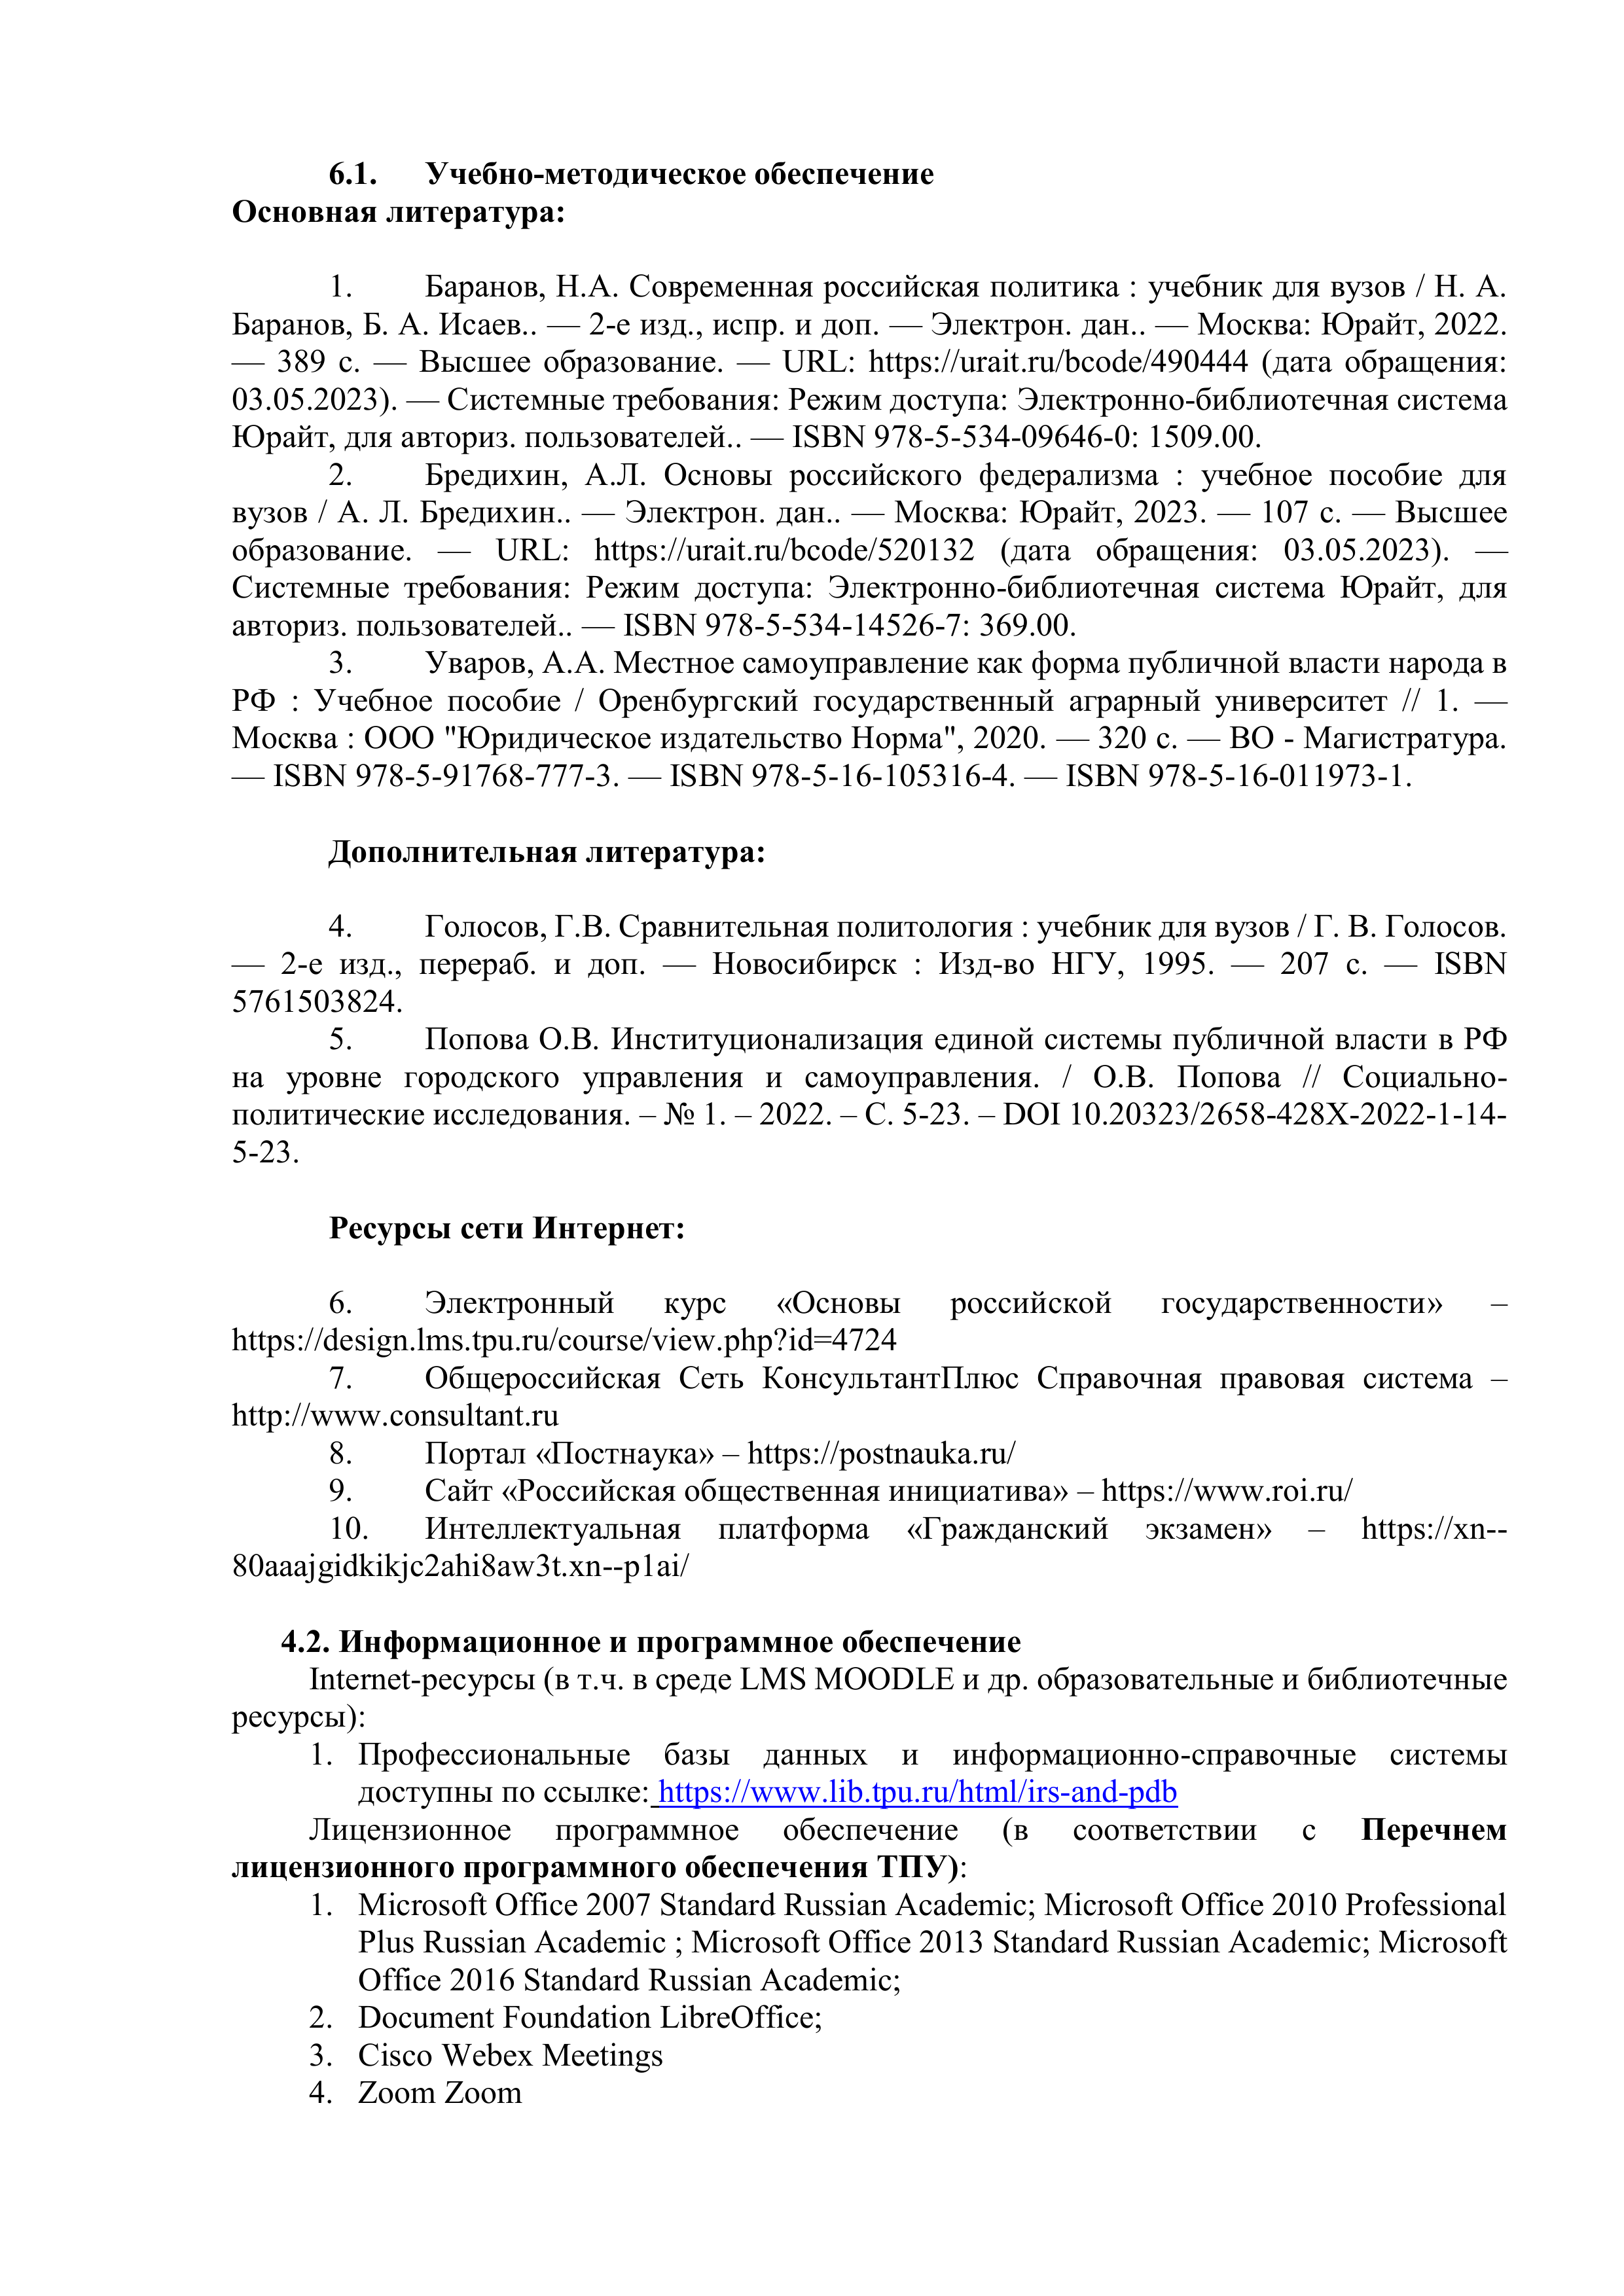 6.1. Учебно-методическое обеспечение
Основная литература:
1. Баранов, Н.А. Современная российская политика : учебник для вузов / Н. А.
Баранов, Б. А. Исаев.. — 2-е изд., испр. и доп. — Электрон. дан.. — Москва: Юрайт, 2022.
— 389 с. — Высшее образование. — URL: https://urait.ru/bcode/490444 (дата обращения:
03.05.2023). — Системные требования: Режим доступа: Электронно-библиотечная система
Юрайт, для авториз. пользователей.. — ISBN 978-5-534-09646-0: 1509.00.
2. Бредихин, А.Л. Основы российского федерализма : учебное пособие для
вузов / А. Л. Бредихин.. — Электрон. дан.. — Москва: Юрайт, 2023. — 107 с. — Высшее
образование. — URL: https://urait.ru/bcode/520132 (дата обращения: 03.05.2023). —
Системные требования: Режим доступа: Электронно-библиотечная система Юрайт, для
авториз. пользователей.. — ISBN 978-5-534-14526-7: 369.00.
3. Уваров, А.А. Местное самоуправление как форма публичной власти народа в
РФ : Учебное пособие / Оренбургский государственный аграрный университет // 1. —
Москва : ООО "Юридическое издательство Норма", 2020. — 320 с. — ВО - Магистратура.
— ISBN 978-5-91768-777-3. — ISBN 978-5-16-105316-4. — ISBN 978-5-16-011973-1.
Дополнительная литература:
4. Голосов, Г.В. Сравнительная политология : учебник для вузов / Г. В. Голосов.
— 2-е изд., перераб. и доп. — Новосибирск : Изд-во НГУ, 1995. — 207 с. — ISBN
5761503824.
5. Попова О.В. Институционализация единой системы публичной власти в РФ
на уровне городского управления и самоуправления. / О.В. Попова // Социально-
политические исследования. – № 1. – 2022. – С. 5-23. – DOI 10.20323/2658-428X-2022-1-14-
5-23.
Ресурсы сети Интернет:
6. Электронный курс «Основы российской государственности» –
https://design.lms.tpu.ru/course/view.php?id=4724
7. Общероссийская Сеть КонсультантПлюс Справочная правовая система –
http://www.consultant.ru
8. Портал «Постнаука» – https://postnauka.ru/
9. Сайт «Российская общественная инициатива» – https://www.roi.ru/
10. Интеллектуальная платформа «Гражданский экзамен» – https://xn--
80aaajgidkikjc2ahi8aw3t.xn--p1ai/
4.2. Информационное и программное обеспечение
Internet-ресурсы (в т.ч. в среде LMS MOODLE и др. образовательные и библиотечные
ресурсы):
1. Профессиональные базы данных и информационно-справочные системы
доступны по ссылке: https://www.lib.tpu.ru/html/irs-and-pdb
Лицензионное программное обеспечение (в соответствии с Перечнем
лицензионного программного обеспечения ТПУ):
1. Microsoft Office 2007 Standard Russian Academic; Microsoft Office 2010 Professional
Plus Russian Academic ; Microsoft Office 2013 Standard Russian Academic; Microsoft
Office 2016 Standard Russian Academic;
2. Document Foundation LibreOffice;
3. Cisco Webex Meetings
4. Zoom Zoom